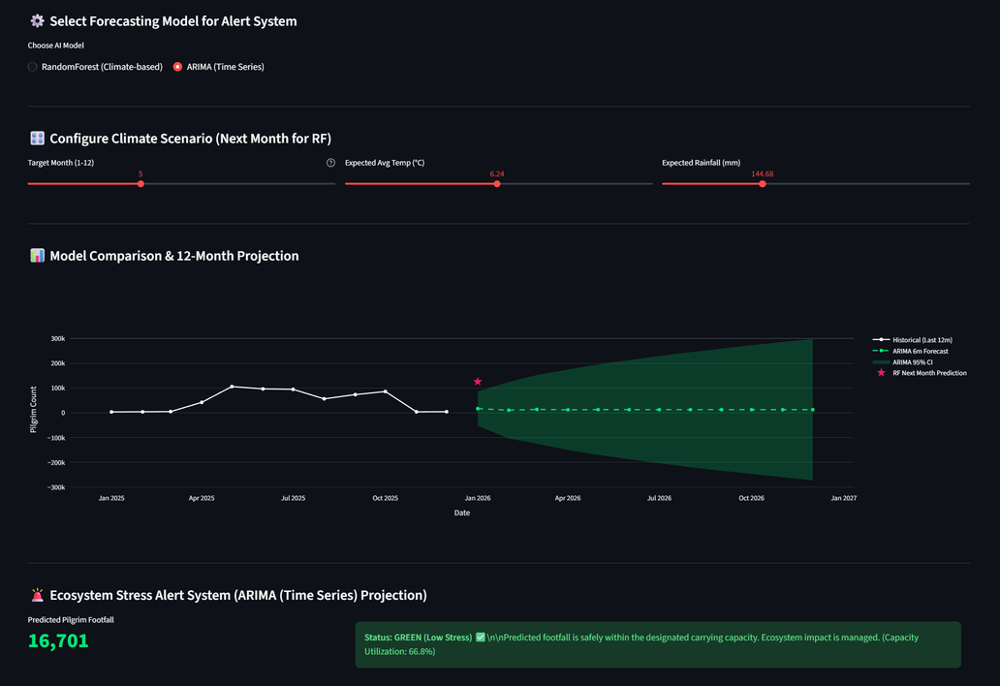 Select Forecasting Model for Alert System
Choose AI Model
RandomForest (Climate-based) ARIMA (Time Series)
Configure Climate Scenario (Next Month for RF)
Target Month (1-12) Expected Avg Temp (°C) Expected Rainfall (mm)
5 6.24 144.68
Model Comparison & 12-Month Projection
Historical (Last 12m)
ARIMA 6m Forecast
ARIMA 95% CI
RF Next Month Prediction
Pilgrim Count
300k
200k
100k
0
−100k
−200k
−300k
Jan 2025 Apr 2025 Jul 2025 Oct 2025 Jan 2026 Apr 2026 Jul 2026 Oct 2026 Jan 2027
Date
Ecosystem Stress Alert System (ARIMA (Time Series) Projection)
Predicted Pilgrim Footfall
16,701
Status: GREEN (Low Stress) ✅ \n\nPredicted footfall is safely within the designated carrying capacity. Ecosystem impact is managed. (Capacity
Utilization: 66.8%)